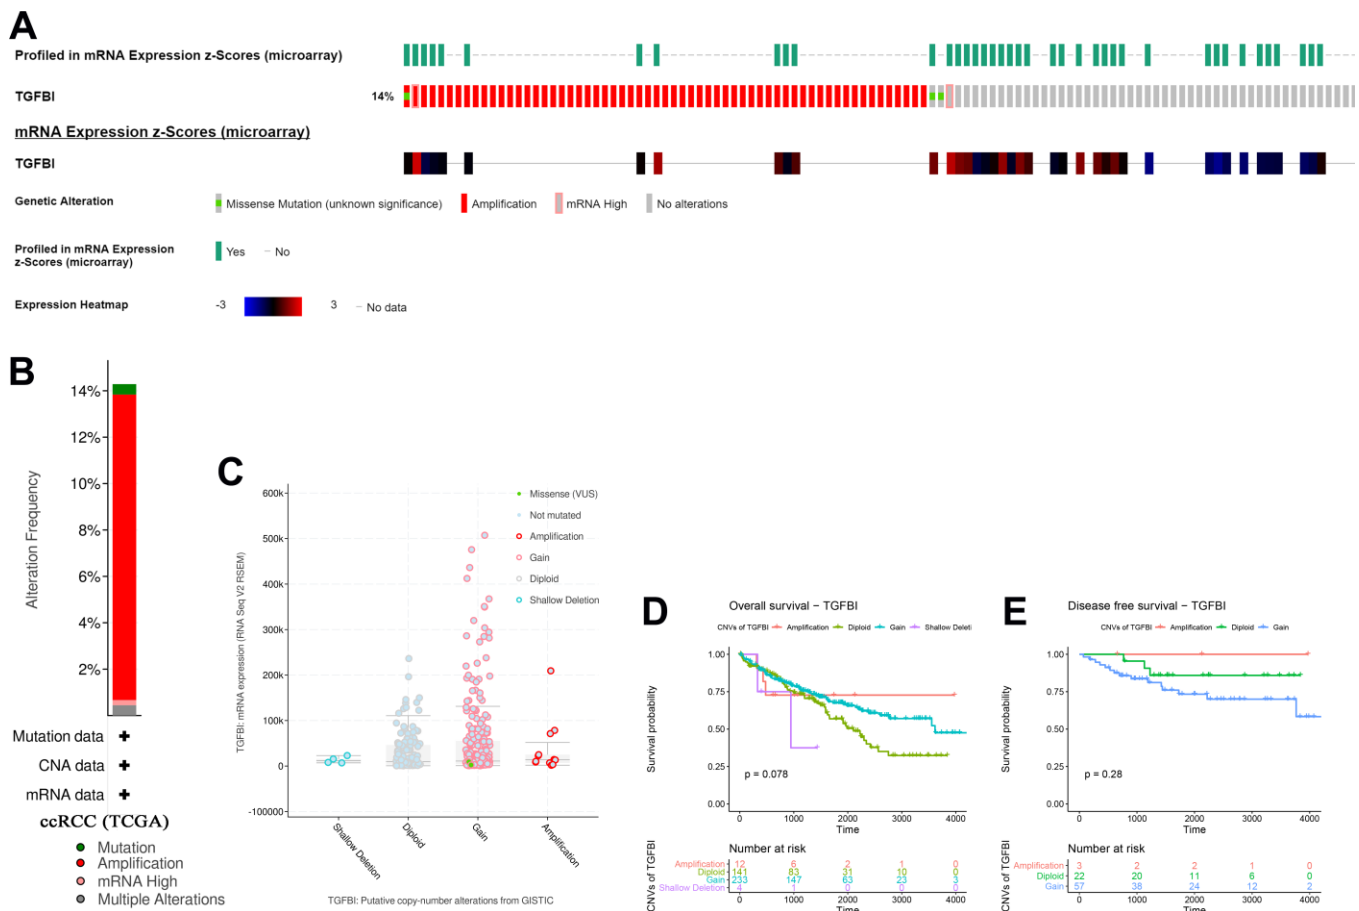 A
Profiled in mRNA Expression z-Scores (microarray)
TGFBI 14%
mRNA Expression z-Scores (microarray)
TGFBI
Genetic Alteration Missense Mutation (unknown significance) Amplification mRNA High No alterations
Profiled in mRNA Expression
z-Scores (microarray)
Yes No
Expression Heatmap -3 3 No data
B
Alteration Frequency
14%
12%
10%
8%
6%
4%
2%
Mutation data +
CNA data +
mRNA data +
ccRCC (TCGA)
Mutation
Amplification
mRNA High
Multiple Alterations
C
TGFBI: mRNA expression (RNA Seq V2 RSEM)
600k
500k
400k
300k
200k
100k
0
-100000
Missense (VUS)
Not mutated
Amplification
Gain
Diploid
Shallow Deletion
Shallow Deletion
Diploid
Gain
Amplification
TGFBI: Putative copy-number alterations from GISTIC
D
Overall survival – TGFBI
CNVs of TGFBI Amplification Diploid Gain Shallow Deleti
Survival probability
1.00
0.75
0.50
0.25
0.00
p = 0.078
0 1000 2000 3000 4000
Time
CNVs of TGFBI
Number at risk
Amplification 12 6 2 1 0
Diploid 141 83 31 10 0
Gain 233 147 63 23 3
Shallow Deletion 4 1 0 0 0
0 1000 2000 3000 4000
Time
E
Disease free survival – TGFBI
CNVs of TGFBI Amplification Diploid Gain
Survival probability
1.00
0.75
0.50
0.25
0.00
p = 0.28
0 1000 2000 3000 4000
Time
CNVs of TGFBI
Number at risk
Amplification 3 2 2 1 0
Diploid 22 20 11 6 0
Gain 57 38 24 12 2
0 1000 2000 3000 4000
Time